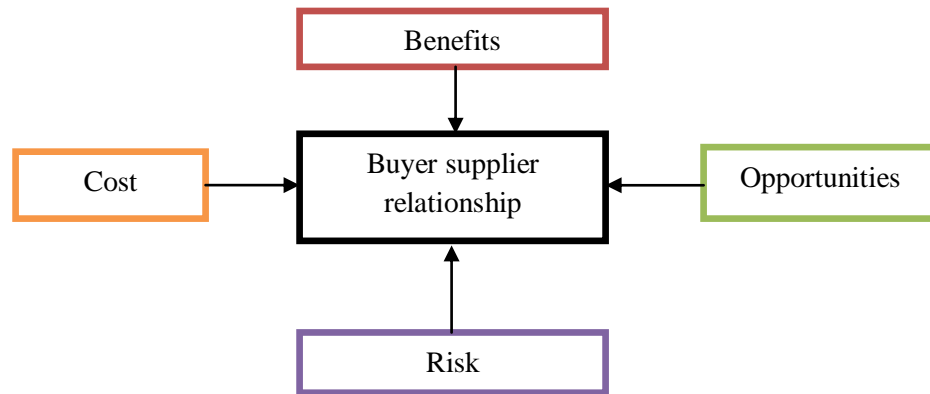 Benefits
Cost
Buyer supplier
relationship
Opportunities
Risk